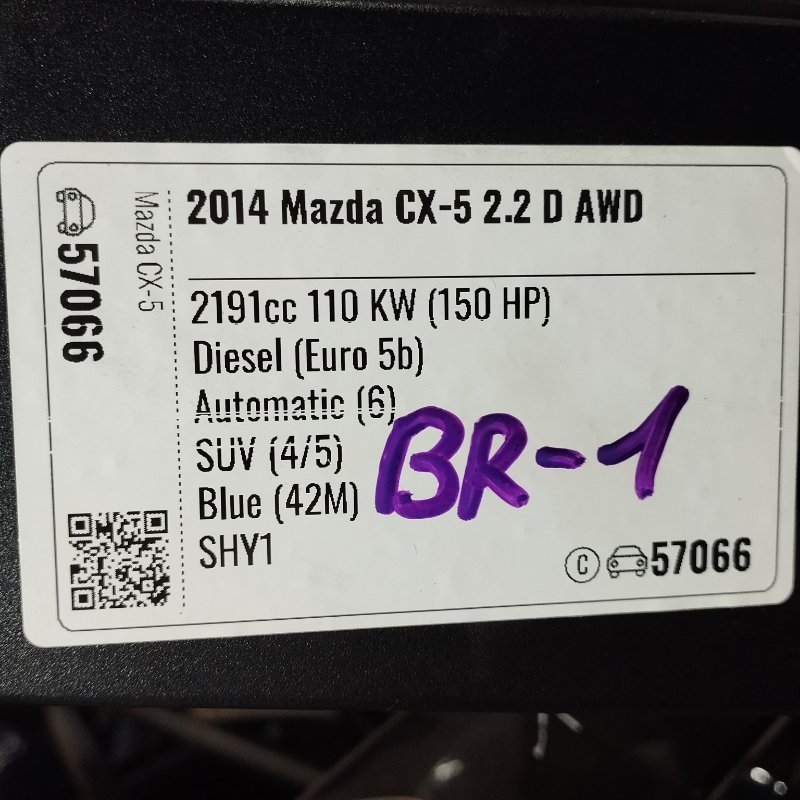 57066
Mazda CX-5
2014 Mazda CX-5 2.2 D AWD
2191cc 110 KW (150 HP)
Diesel (Euro 5b)
Automatic (6)
SUV (4/5)
Blue (42M)
SHY1
BR-1
C 57066